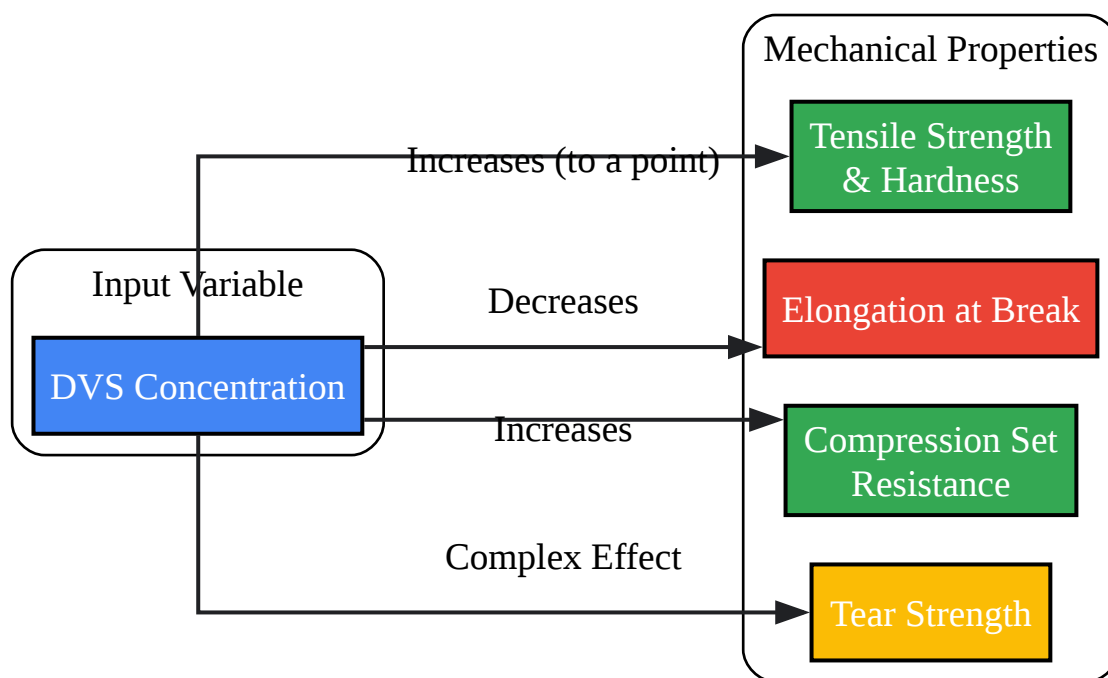 Mechanical Properties
Tensile Strength
& Hardness
Increases (to a point)
Input Variable
Decreases
Elongation at Break
DVS Concentration
Increases
Compression Set
Resistance
Complex Effect
Tear Strength